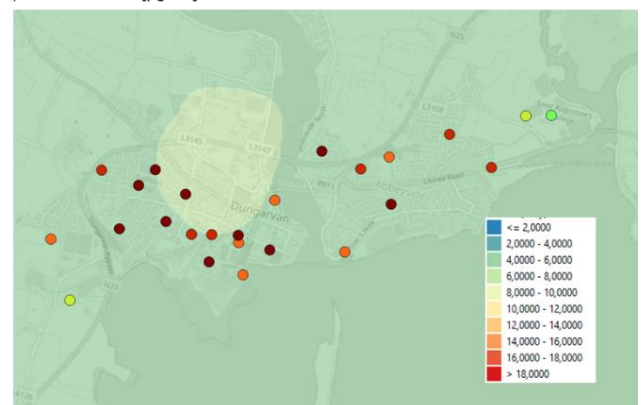 N25
L3168
L3145
L3147
R911
Abbeyside
Clonea Road
Dungarvan
Dungarvan Bypass
N25
<= 2,0000
2,0000 - 4,0000
4,0000 - 6,0000
6,0000 - 8,0000
8,0000 - 10,0000
10,0000 - 12,0000
12,0000 - 14,0000
14,0000 - 16,0000
16,0000 - 18,0000
> 18,0000